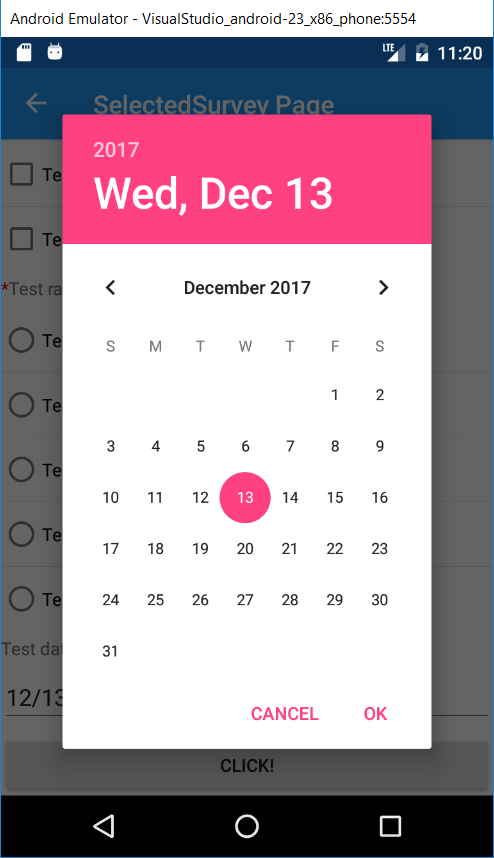 Android Emulator - VisualStudio_android-23_x86_phone:5554
LTE 11:20
SelectedSurvey Page
2017
Wed, Dec 13
Te
Te
*Test ra
Te
Te
Te
Te
Te
Test dat
12/13
December 2017
S M T W T F S
1 2
3 4 5 6 7 8 9
10 11 12 13 14 15 16
17 18 19 20 21 22 23
24 25 26 27 28 29 30
31
CANCEL OK
CLICK!